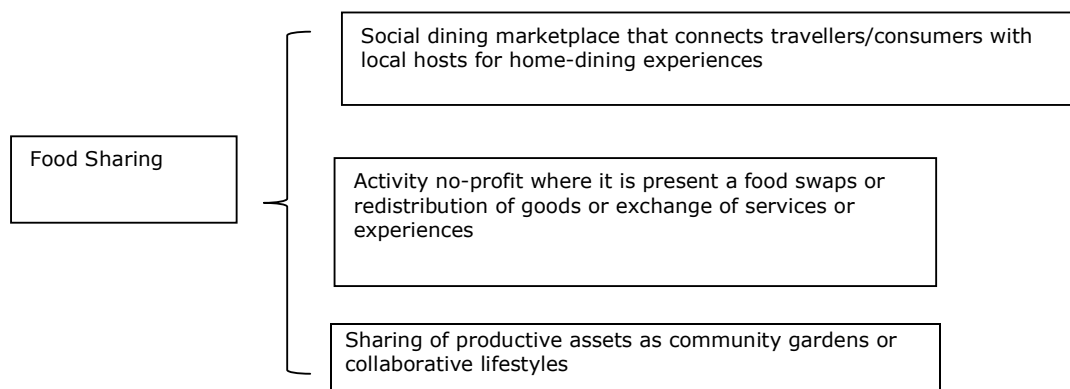 Social dining marketplace that connects travellers/consumers with
local hosts for home-dining experiences
Food Sharing
Activity no-profit where it is present a food swaps or
redistribution of goods or exchange of services or
experiences
Sharing of productive assets as community gardens or
collaborative lifestyles